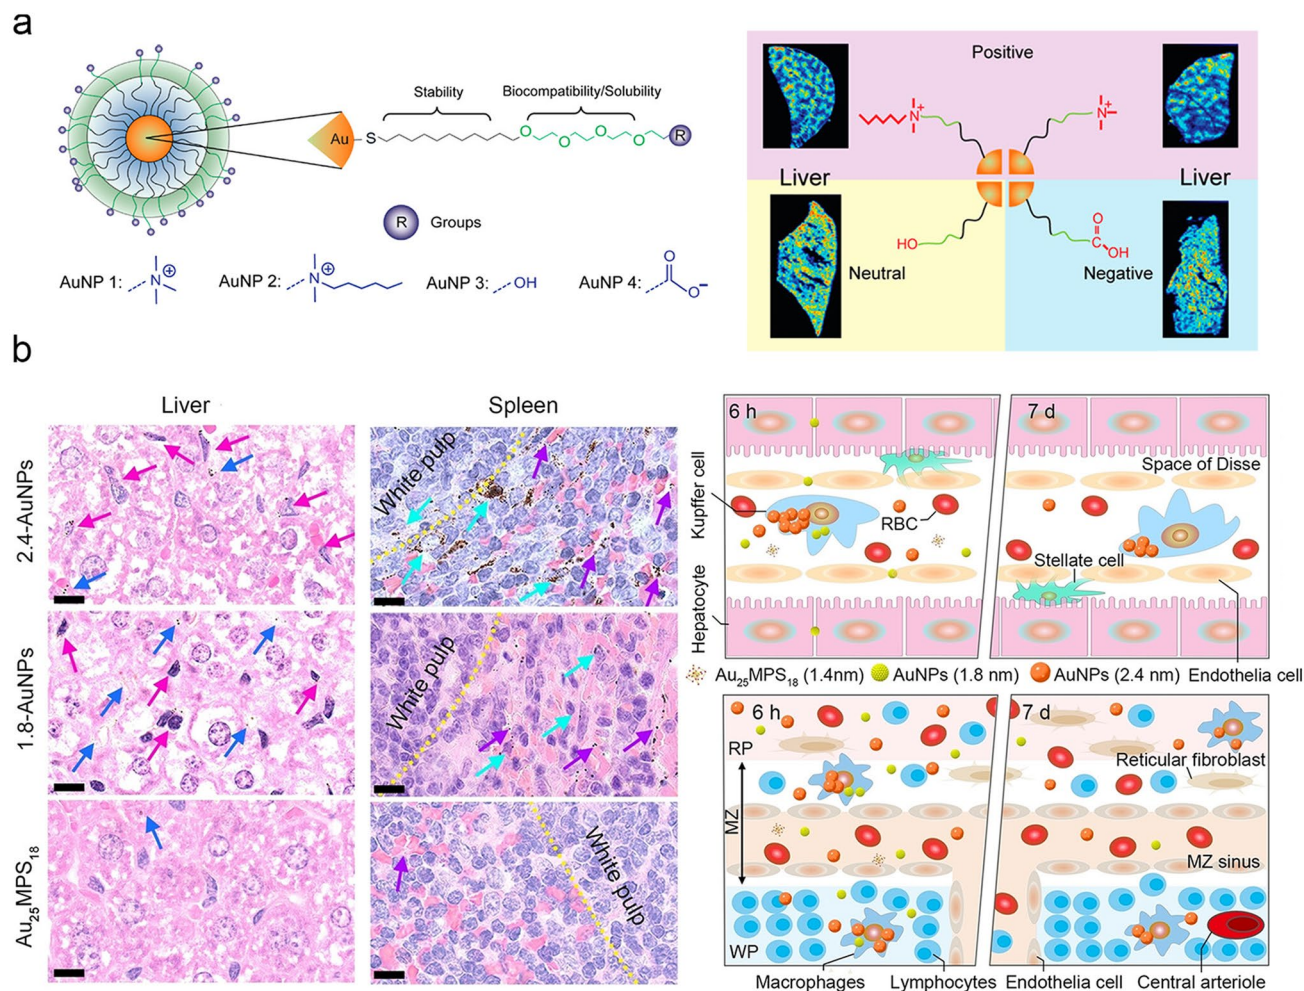 a
Stability
Biocompatibility/Solubility
Au
S
O
O
O
O
R
R Groups
AuNP 1: N ⊕
AuNP 2: N ⊕
AuNP 3: OH
AuNP 4: O O⁻
Positive
N +
N +
Liver
Liver
HO
Neutral
O
C
OH
Negative
b
Liver
Spleen
2.4-AuNPs
White pulp
1.8-AuNPs
White pulp
Au₂₅MPS₁₈
White pulp
6 h
7 d
Kupffer cell
Space of Disse
RBC
Stellate cell
Hepatocyte
Au₂₅MPS₁₈ (1.4nm) AuNPs (1.8 nm) AuNPs (2.4 nm) Endothelia cell
6 h
7 d
RP
Reticular fibroblast
MZ
MZ sinus
WP
Macrophages Lymphocytes Endothelia cell Central arteriole